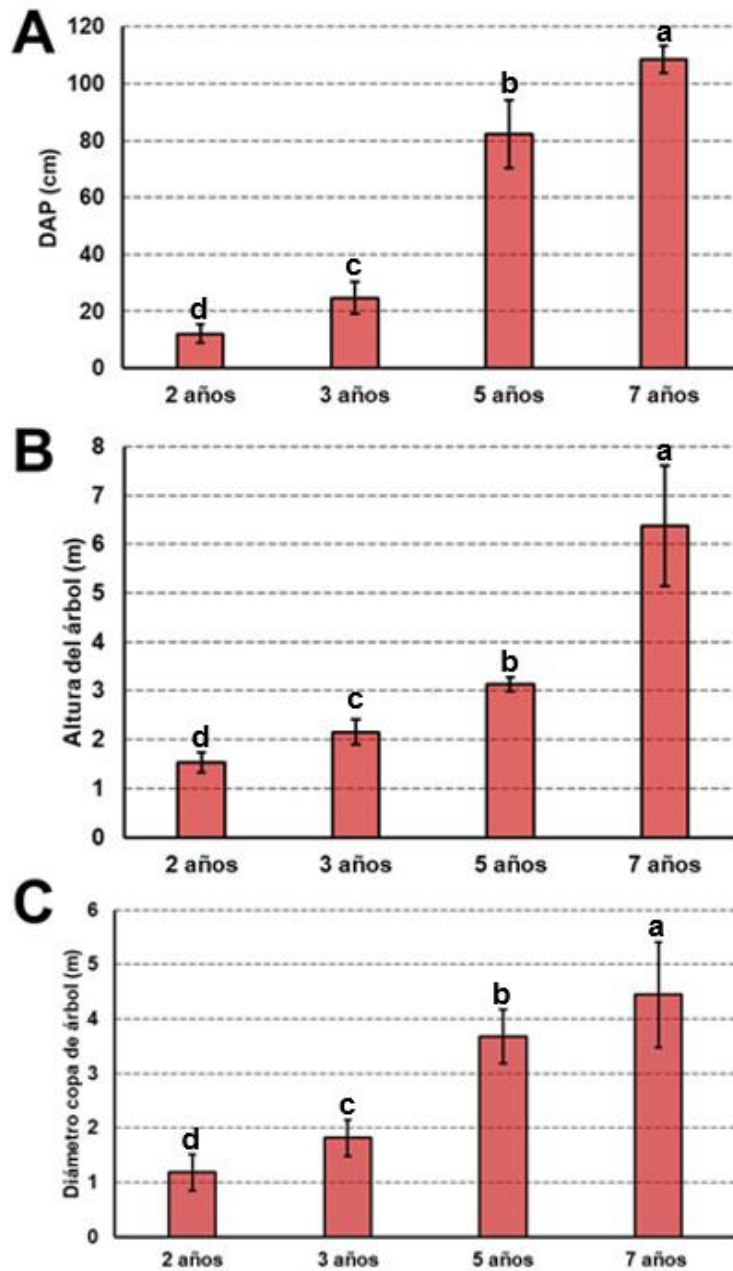 A
DAP (cm)
120
100
80
60
40
20
0
d
c
b
a
2 años 3 años 5 años 7 años
B
Altura del árbol (m)
8
7
6
5
4
3
2
1
0
d
c
b
a
2 años 3 años 5 años 7 años
C
Diámetro copa de árbol (m)
6
5
4
3
2
1
0
d
c
b
a
2 años 3 años 5 años 7 años